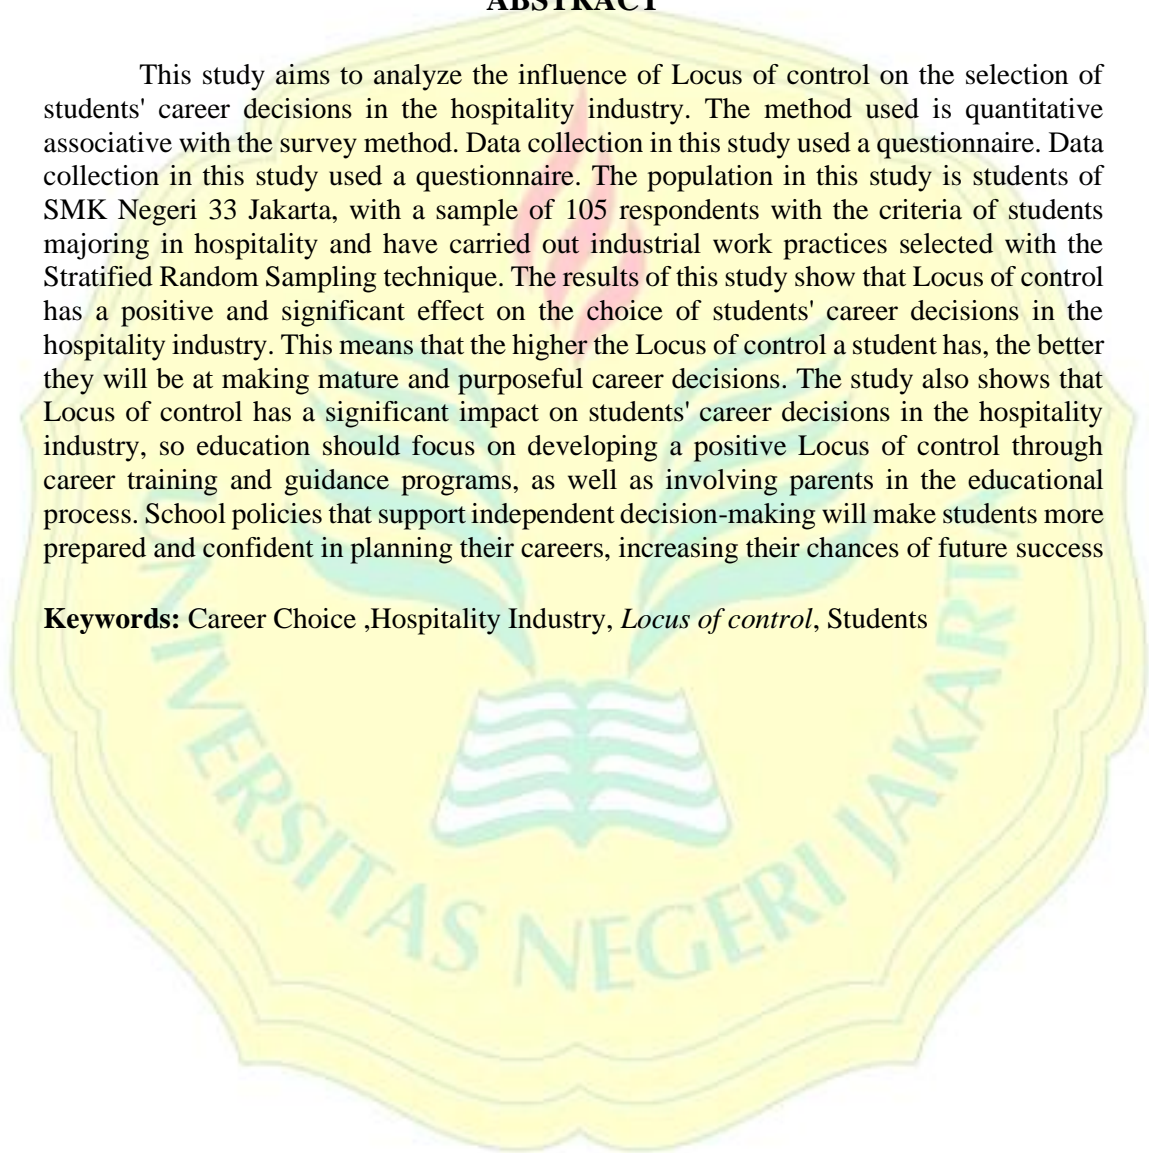 ABSTRACT
This study aims to analyze the influence of Locus of control on the selection of
students' career decisions in the hospitality industry. The method used is quantitative
associative with the survey method. Data collection in this study used a questionnaire. Data
collection in this study used a questionnaire. The population in this study is students of
SMK Negeri 33 Jakarta, with a sample of 105 respondents with the criteria of students
majoring in hospitality and have carried out industrial work practices selected with the
Stratified Random Sampling technique. The results of this study show that Locus of control
has a positive and significant effect on the choice of students' career decisions in the
hospitality industry. This means that the higher the Locus of control a student has, the better
they will be at making mature and purposeful career decisions. The study also shows that
Locus of control has a significant impact on students' career decisions in the hospitality
industry, so education should focus on developing a positive Locus of control through
career training and guidance programs, as well as involving parents in the educational
process. School policies that support independent decision-making will make students more
prepared and confident in planning their careers, increasing their chances of future success
Keywords: Career Choice ,Hospitality Industry, Locus of control, Students
UNIVERSITAS NEGERI JAKARTA